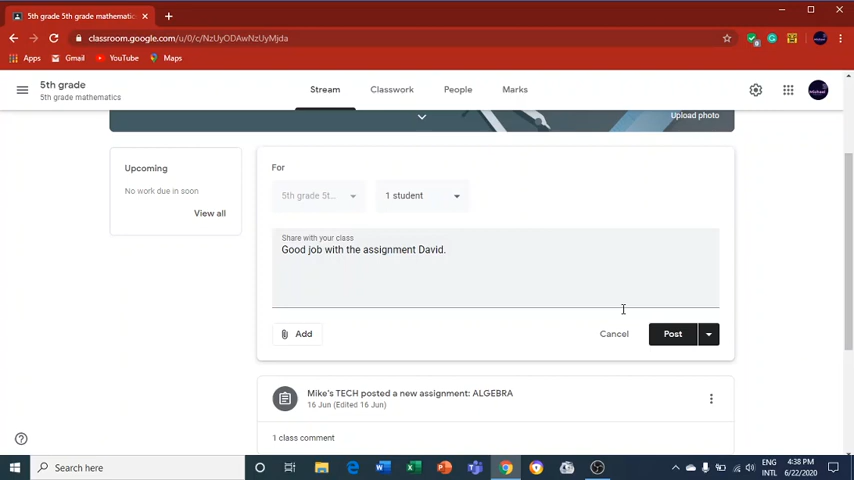 5th grade 5th grade mathematic
classroom.google.com/u/0/c/NzUyODAwNzUyMjda
Apps Gmail YouTube Maps
5th grade
5th grade mathematics
Stream Classwork People Marks
Upload photo
Upcoming
No work due in soon
View all
For
5th grade 5t... 1 student
Share with your class
Good job with the assignment David.
Add
Cancel
Post
Mike's TECH posted a new assignment: ALGEBRA
16 Jun (Edited 16 Jun)
1 class comment
Search here
ENG
INTL
4:38 PM
6/22/2020